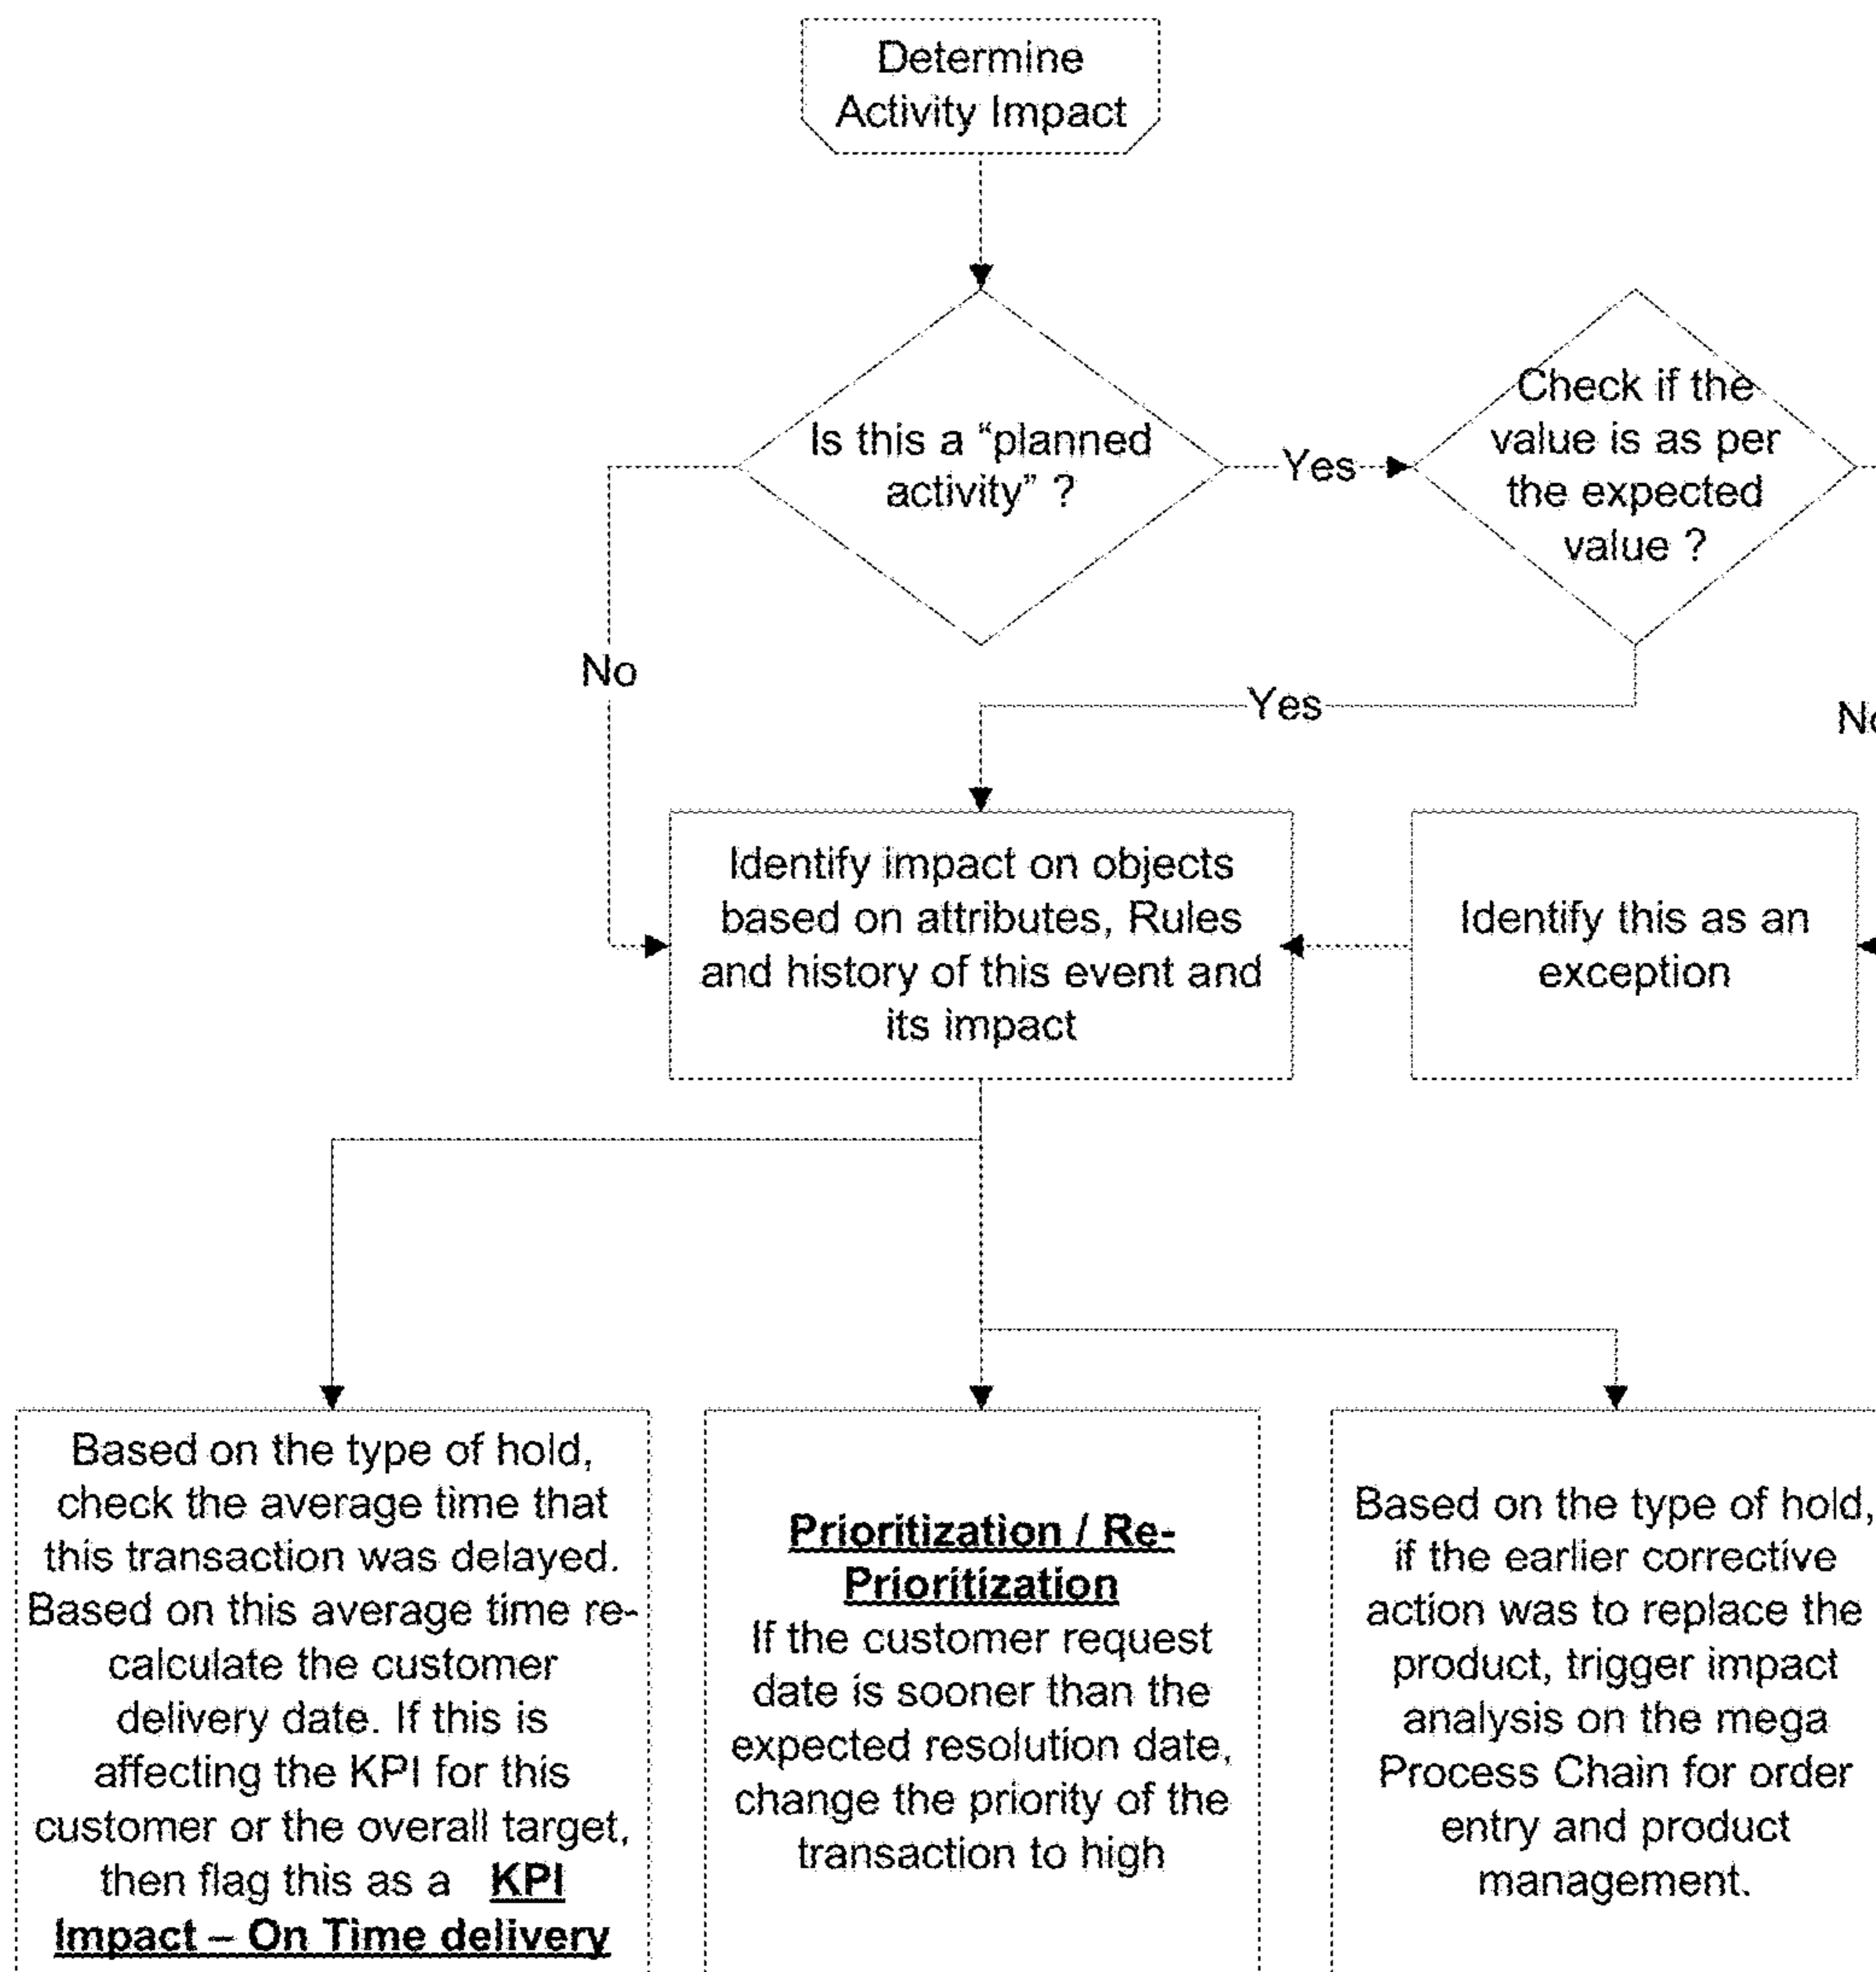 Determine
Activity Impact
Is this a “planned
activity” ?
Yes
Check if the
value is as per
the expected
value ?
No
Yes
No
Identify impact on objects
based on attributes, Rules
and history of this event and
its impact
Identify this as an
exception
Based on the type of hold,
check the average time that
this transaction was delayed.
Based on this average time re-
calculate the customer
delivery date. If this is
affecting the KPI for this
customer or the overall target,
then flag this as a KPI
Impact – On Time delivery
Prioritization / Re-
Prioritization
If the customer request
date is sooner than the
expected resolution date,
change the priority of the
transaction to high
Based on the type of hold,
if the earlier corrective
action was to replace the
product, trigger impact
analysis on the mega
Process Chain for order
entry and product
management.